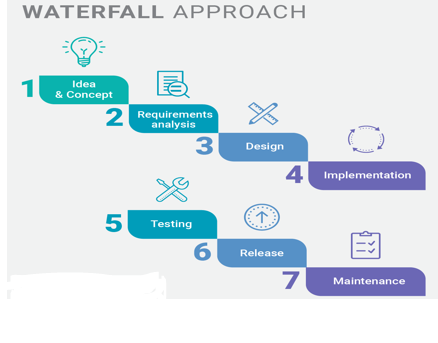 WATERFALL APPROACH
1
Idea
& Concept
2
Requirements
analysis
3
Design
4
Implementation
5
Testing
6
Release
7
Maintenance